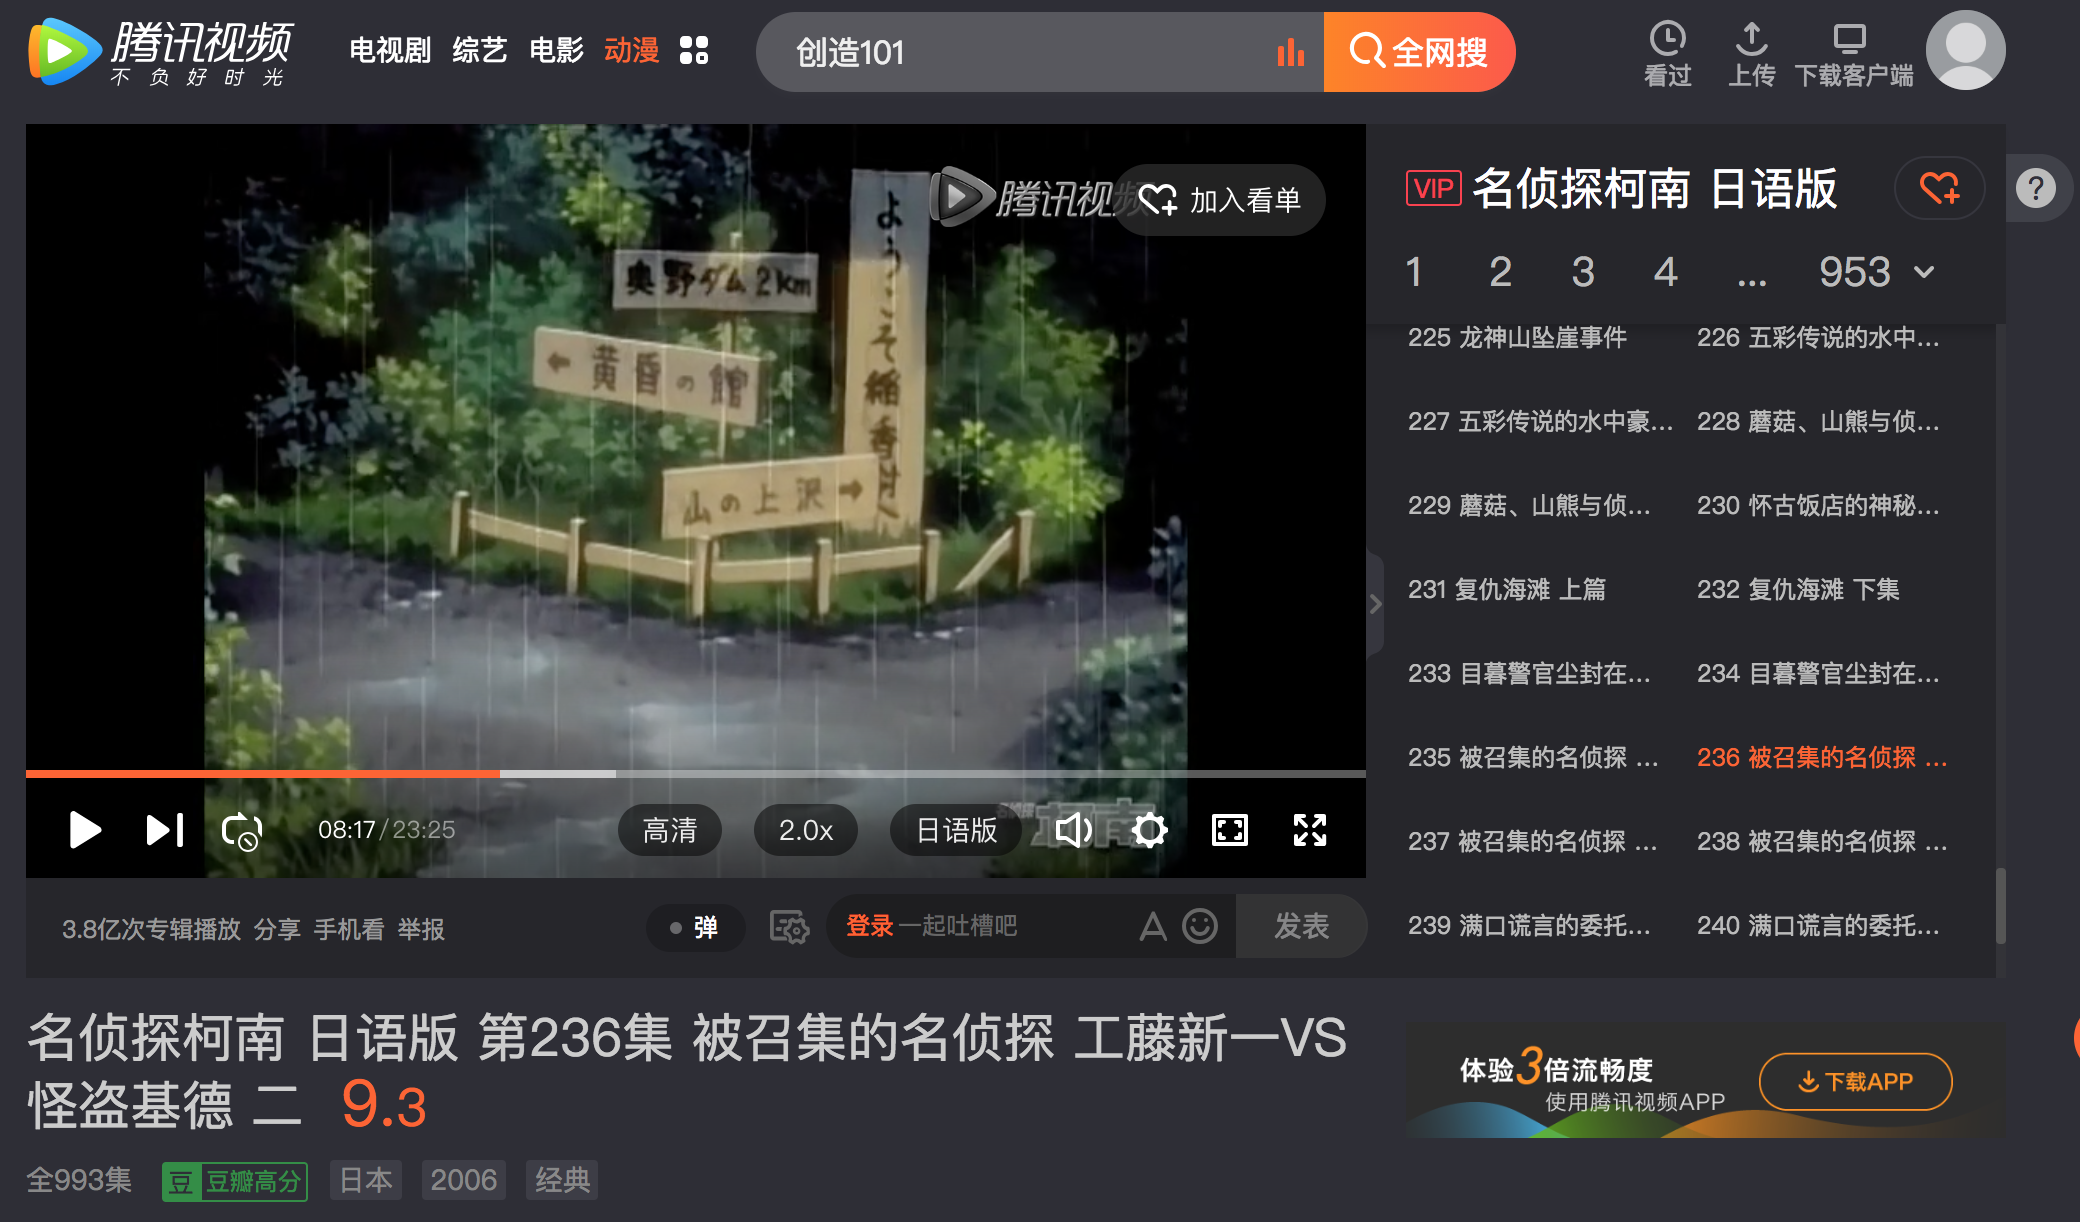 腾讯视频
不负好时光
电视剧 综艺 电影 动漫
创造101
全网搜
看过 上传 下载客户端
腾讯视频
加入看单
ようこそ稲香村へ
奥野ダム2km
←黄昏の館
山の上沢→
08:17/23:25
高清 2.0x 日语版
3.8亿次专辑播放 分享 手机看 举报
弹
登录 一起吐槽吧
A
发表
VIP 名侦探柯南 日语版
?
1 2 3 4 ... 953
225 龙神山坠崖事件 226 五彩传说的水中...
227 五彩传说的水中豪... 228 蘑菇、山熊与侦...
229 蘑菇、山熊与侦... 230 怀古饭店的神秘...
231 复仇海滩 上篇 232 复仇海滩 下集
233 目暮警官尘封在... 234 目暮警官尘封在...
235 被召集的名侦探 ... 236 被召集的名侦探 ...
237 被召集的名侦探 ... 238 被召集的名侦探 ...
239 满口谎言的委托... 240 满口谎言的委托...
名侦探柯南 日语版 第236集 被召集的名侦探 工藤新一VS
怪盗基德 二 9.3
全993集 豆 豆瓣高分 日本 2006 经典
体验3倍流畅度
使用腾讯视频APP
下载APP